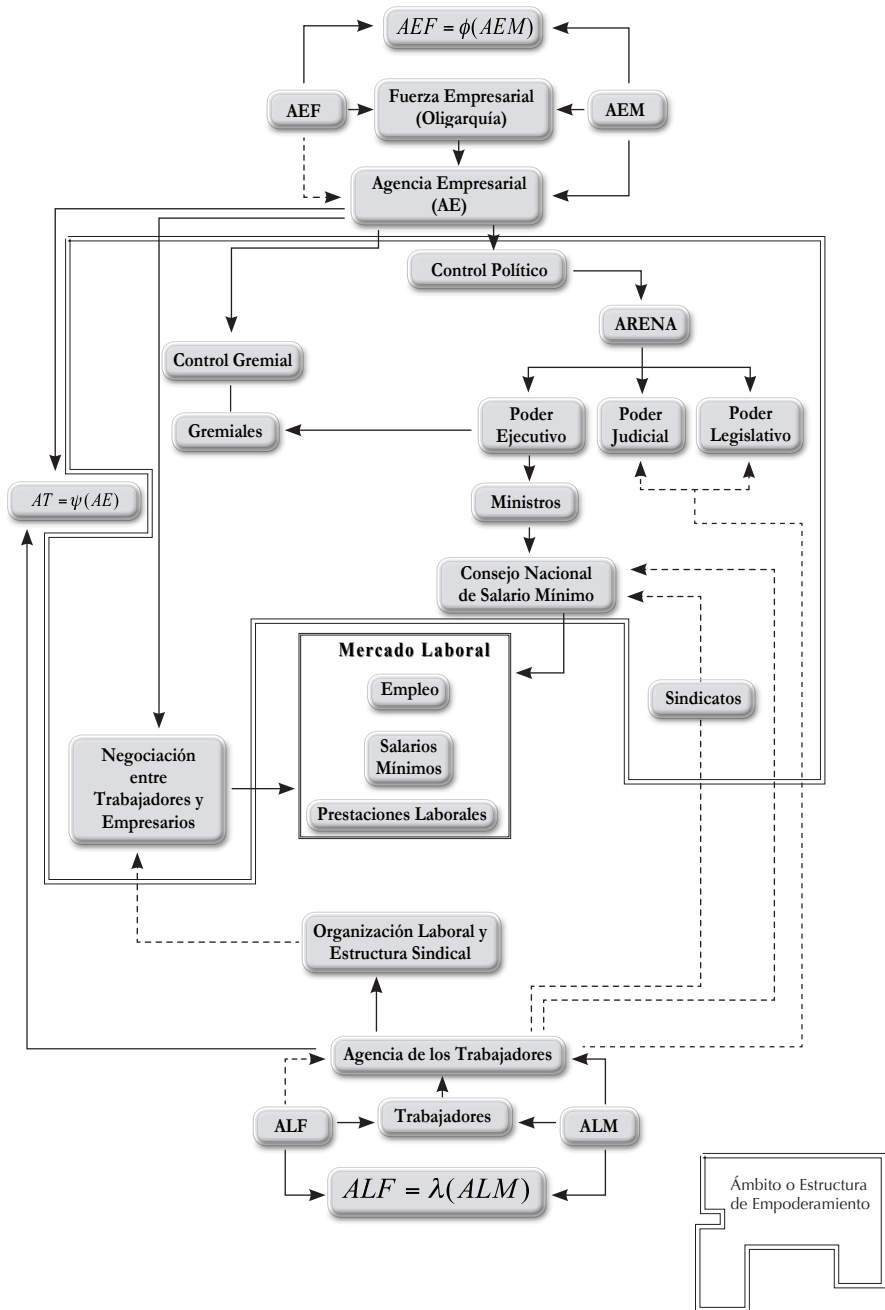 AEF = ϕ(AEM)
AEF
Fuerza Empresarial
(Oligarquía)
AEM
Agencia Empresarial
(AE)
Control Político
ARENA
Control Gremial
Gremiales
Poder
Ejecutivo
Poder
Judicial
Poder
Legislativo
AT = ψ(AE)
Ministros
Consejo Nacional
de Salario Mínimo
Mercado Laboral
Empleo
Salarios
Mínimos
Prestaciones Laborales
Sindicatos
Negociación
entre
Trabajadores y
Empresarios
Organización Laboral y
Estructura Sindical
Agencia de los Trabajadores
ALF
Trabajadores
ALM
ALF = λ(ALM)
Ámbito o Estructura
de Empoderamiento